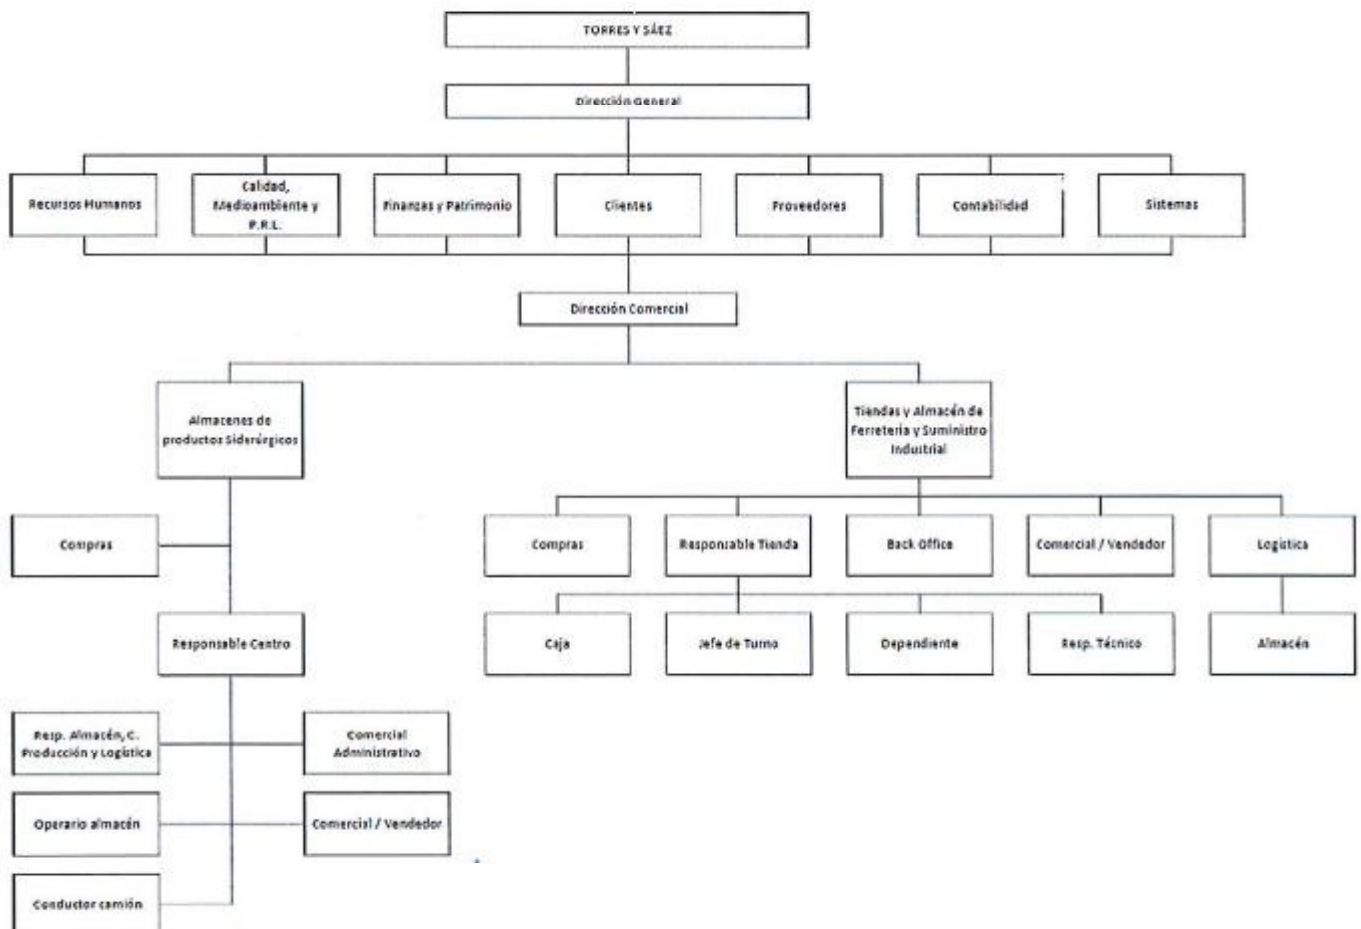 TORRES Y SÁEZ
Dirección General
Recursos Humanos
Calidad,
Medioambiente y
P.R.L.
Finanzas y Patrimonio
Clientes
Proveedores
Contabilidad
Sistemas
Dirección Comercial
Almacenes de
productos Siderúrgicos
Tiendas y Almacén de
Ferretería y Suministro
Industrial
Compras
Compras
Responsable Tienda
Back Office
Comercial / Vendedor
Logística
Responsable Centro
Caja
Jefe de Turno
Dependiente
Resp. Técnico
Almacén
Resp. Almacén, C.
Producción y Logística
Comercial
Administrativo
Operario almacén
Comercial / Vendedor
Conductor camión